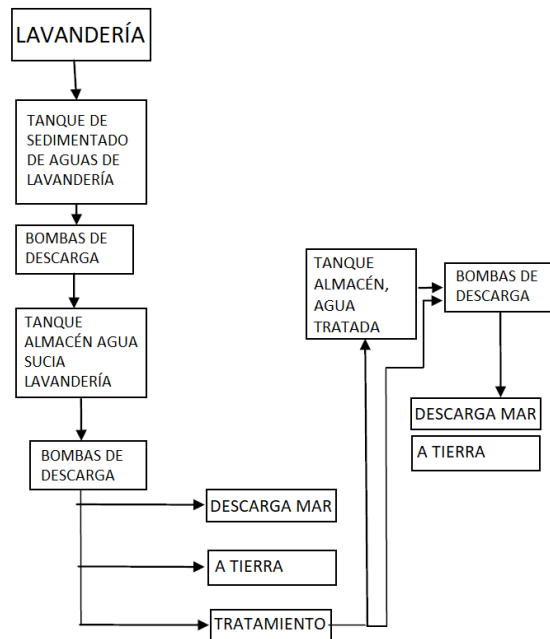 LAVANDERÍA
TANQUE DE
SEDIMENTADO
DE AGUAS DE
LAVANDERÍA
BOMBAS DE
DESCARGA
TANQUE
ALMACÉN AGUA
SUCIA
LAVANDERÍA
BOMBAS DE
DESCARGA
DESCARGA MAR
A TIERRA
TRATAMIENTO
TANQUE
ALMACÉN,
AGUA
TRATADA
BOMBAS DE
DESCARGA
DESCARGA MAR
A TIERRA